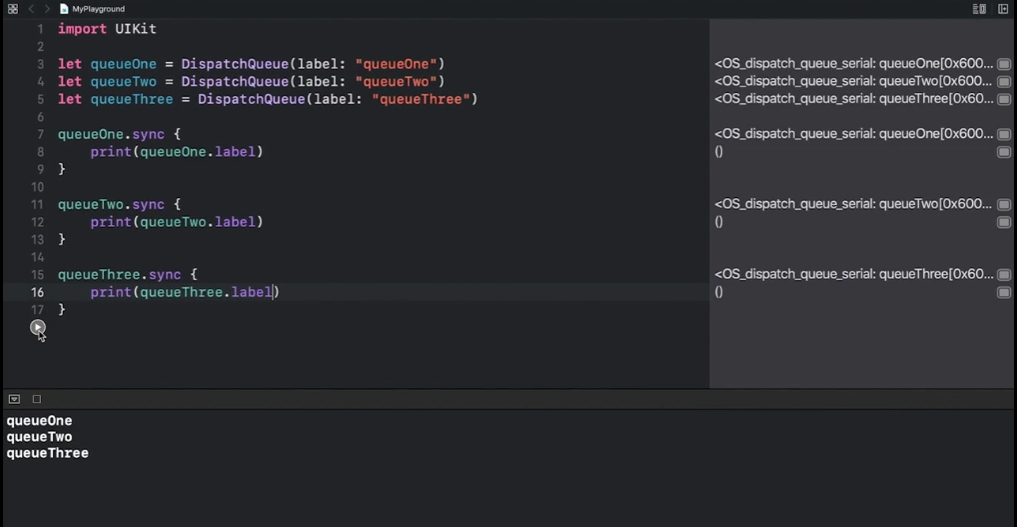 MyPlayground
1 import UIKit
2
3 let queueOne = DispatchQueue(label: "queueOne")
4 let queueTwo = DispatchQueue(label: "queueTwo")
5 let queueThree = DispatchQueue(label: "queueThree")
6
7 queueOne.sync {
8 print(queueOne.label)
9 }
10
11 queueTwo.sync {
12 print(queueTwo.label)
13 }
14
15 queueThree.sync {
16 print(queueThree.label)
17 }
<OS_dispatch_queue_serial: queueOne[0x600...
<OS_dispatch_queue_serial: queueTwo[0x600...
<OS_dispatch_queue_serial: queueThree[0x60...
<OS_dispatch_queue_serial: queueOne[0x600...
()
<OS_dispatch_queue_serial: queueTwo[0x600...
()
<OS_dispatch_queue_serial: queueThree[0x60...
()
queueOne
queueTwo
queueThree